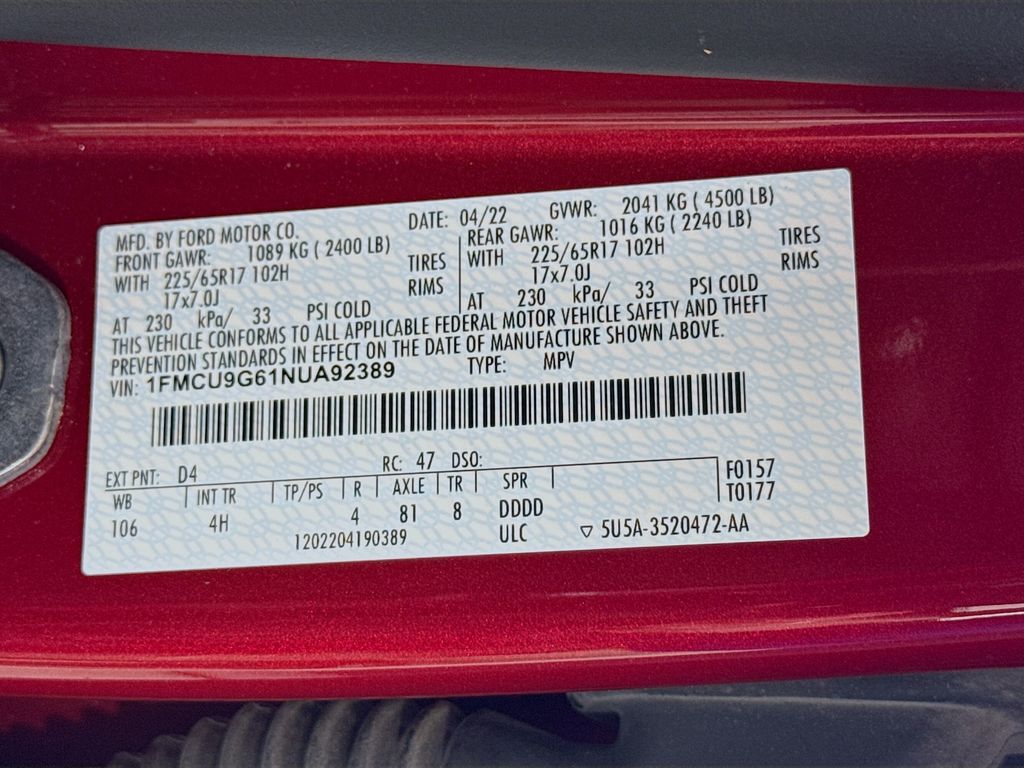 MFD. BY FORD MOTOR CO. DATE: 04/22 GVWR: 2041 KG ( 4500 LB)
FRONT GAWR: 1089 KG ( 2400 LB) REAR GAWR: 1016 KG ( 2240 LB)
WITH 225/65R17 102H TIRES WITH 225/65R17 102H TIRES
17x7.0J RIMS 17x7.0J RIMS
AT 230 kPa/ 33 PSI COLD AT 230 kPa/ 33 PSI COLD
THIS VEHICLE CONFORMS TO ALL APPLICABLE FEDERAL MOTOR VEHICLE SAFETY AND THEFT
PREVENTION STANDARDS IN EFFECT ON THE DATE OF MANUFACTURE SHOWN ABOVE.
VIN: 1FMCU9G61NUA92389 TYPE: MPV
EXT PNT: D4 RC: 47 DSO: F0157
WB INT TR TP/PS R AXLE TR SPR T0177
106 4H 4 81 8 DDDD
1202204190389 ULC ▽ 5U5A-3520472-AA